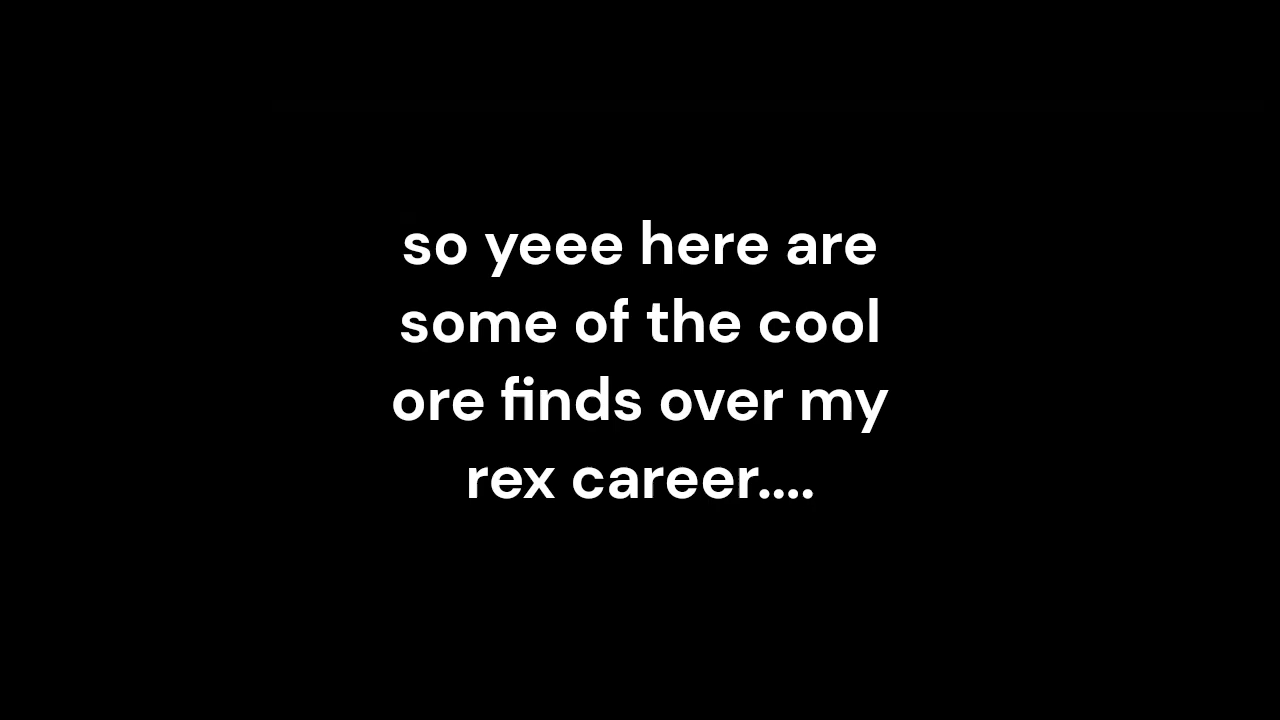 so yeee here are
some of the cool
ore finds over my
rex career....